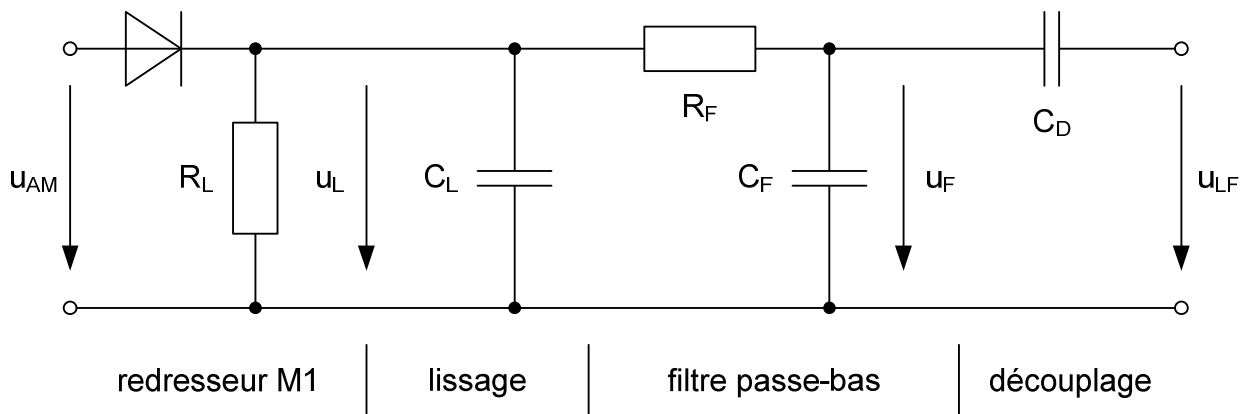 R_F
C_D
u_AM
R_L
u_L
C_L
C_F
u_F
u_LF
redresseur M1
lissage
filtre passe-bas
découplage